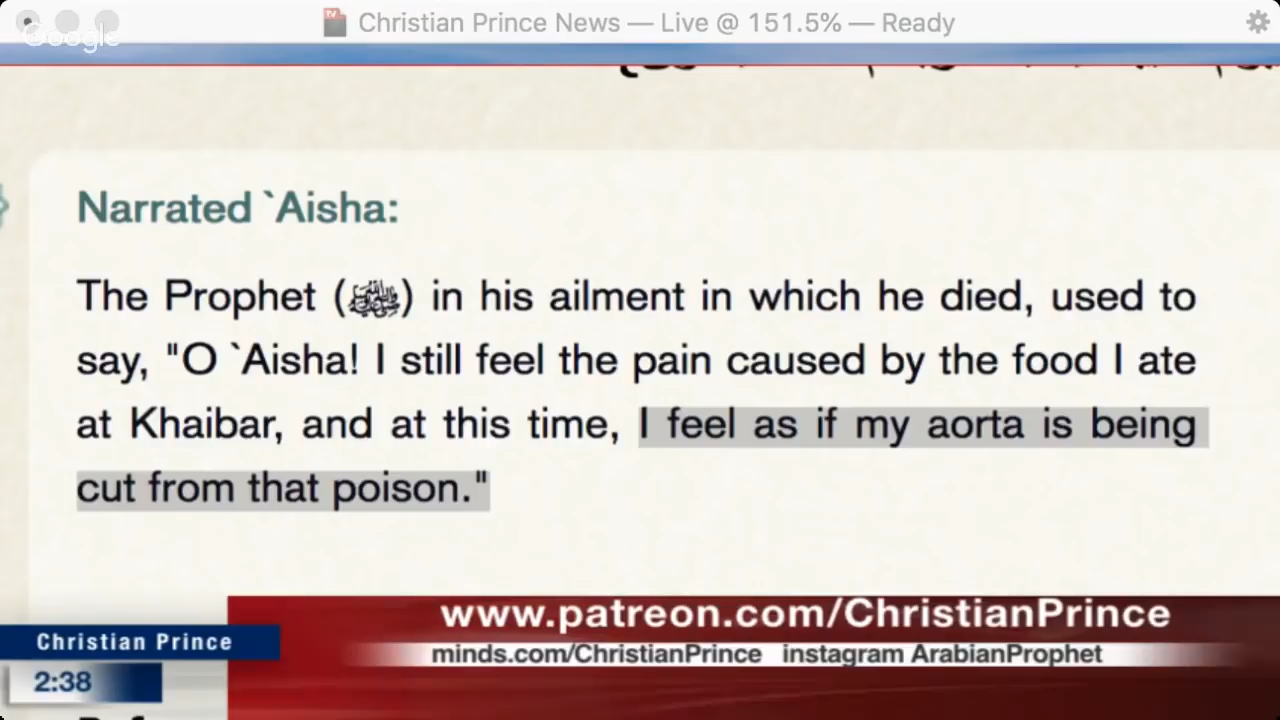 Christian Prince News — Live @ 151.5% — Ready
Google
Narrated `Aisha:
The Prophet (ﷺ) in his ailment in which he died, used to
say, "O `Aisha! I still feel the pain caused by the food I ate
at Khaibar, and at this time, I feel as if my aorta is being
cut from that poison."
www.patreon.com/ChristianPrince
Christian Prince
minds.com/ChristianPrince instagram ArabianProphet
2:38